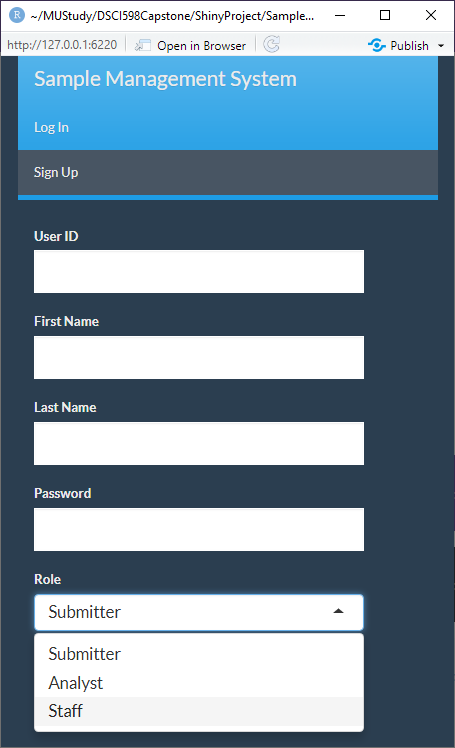 ~/MUStudy/DSCI598Capstone/ShinyProject/Sample...
http://127.0.0.1:6220 Open in Browser Publish
Sample Management System
Log In
Sign Up
User ID
First Name
Last Name
Password
Role
Submitter
Submitter
Analyst
Staff